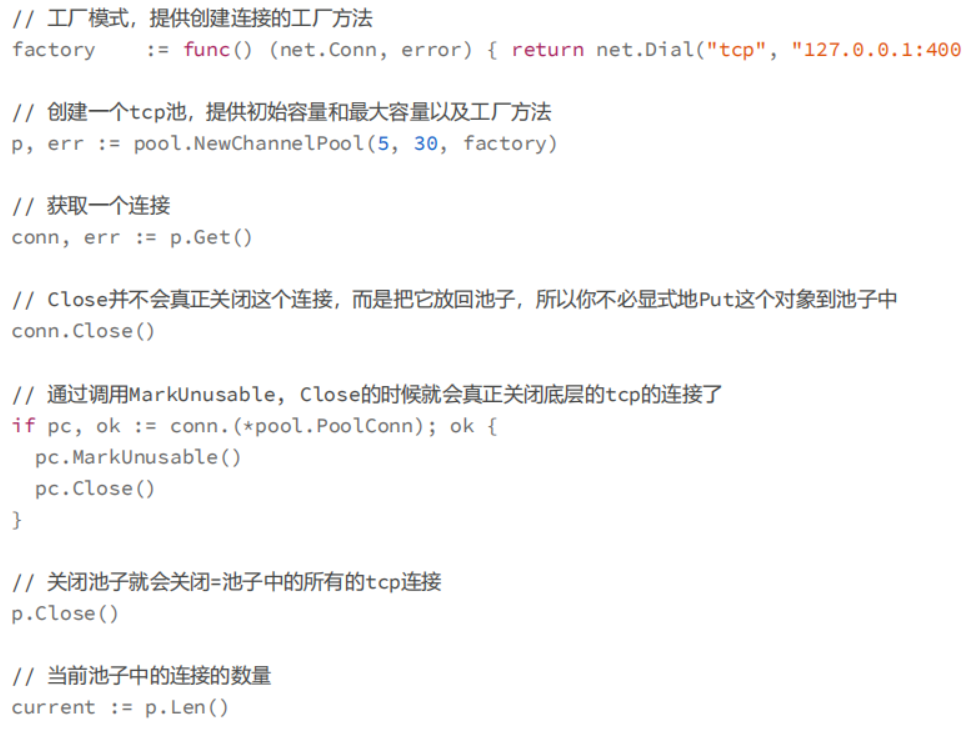 // 工厂模式，提供创建连接的工厂方法
factory    := func() (net.Conn, error) { return net.Dial("tcp", "127.0.0.1:400
// 创建一个tcp池，提供初始容量和最大容量以及工厂方法
p, err := pool.NewChannelPool(5, 30, factory)
// 获取一个连接
conn, err := p.Get()
// Close并不会真正关闭这个连接，而是把它放回池子，所以你不必显式地Put这个对象到池子中
conn.Close()
// 通过调用MarkUnusable, Close的时候就会真正关闭底层的tcp的连接了
if pc, ok := conn.(*pool.PoolConn); ok {
  pc.MarkUnusable()
  pc.Close()
}
// 关闭池子就会关闭=池子中的所有的tcp连接
p.Close()
// 当前池子中的连接的数量
current := p.Len()